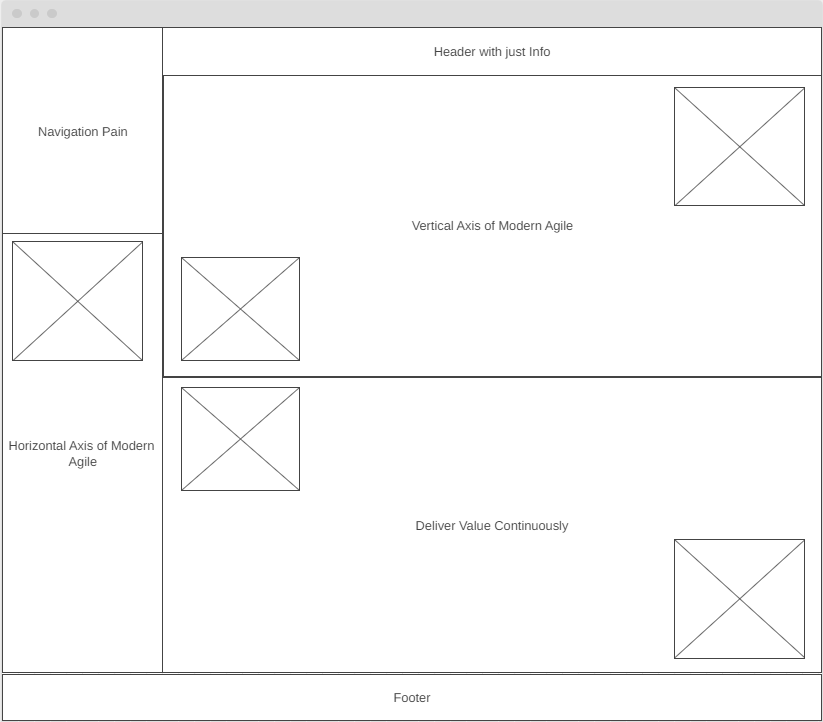 Header with just Info
Navigation Pain
Vertical Axis of Modern Agile
Horizontal Axis of Modern
Agile
Deliver Value Continuously
Footer